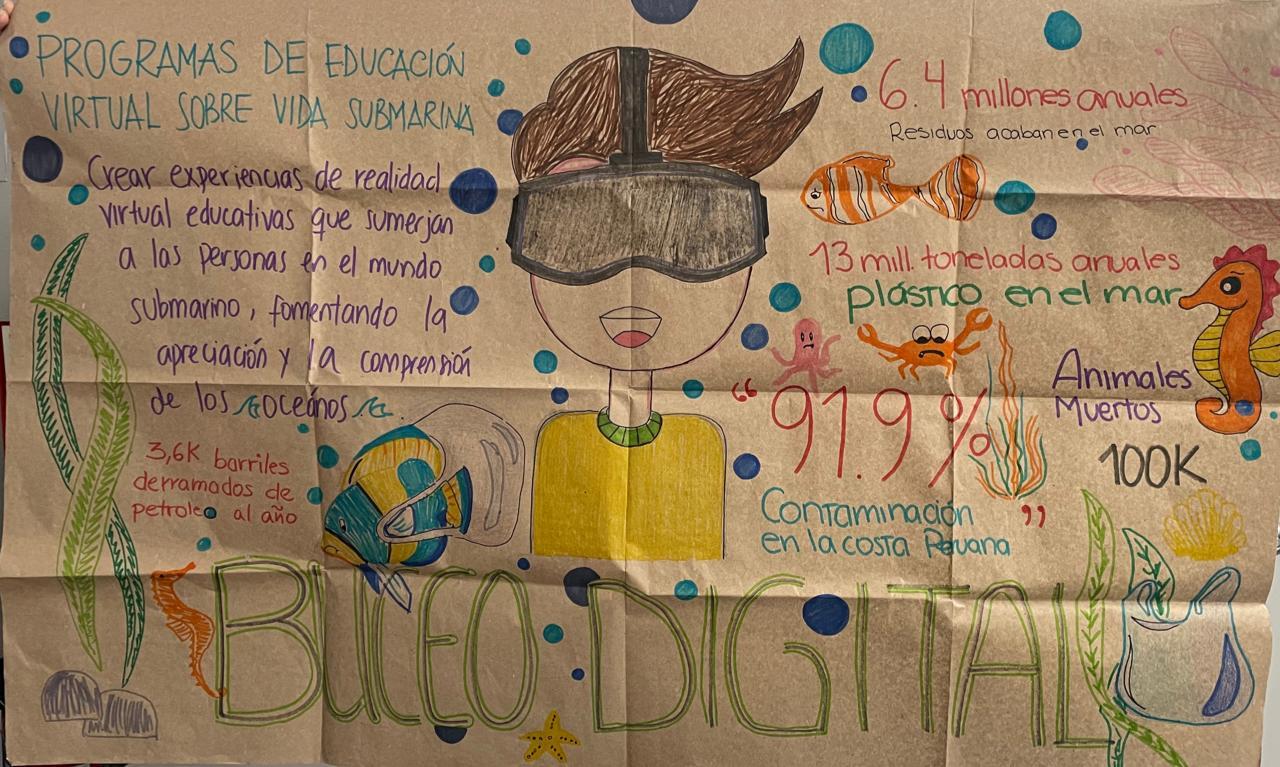 PROGRAMAS DE EDUCACIÓN
VIRTUAL SOBRE VIDA SUBMARINA
Crear experiencias de realidad
virtual educativas que sumerjan
a las personas en el mundo
submarino, fomentando la
apreciación y la comprensión
de los oceános.
3,6K barriles
derramados de
petroleo al año
6.4 millones anuales
Residuos acaban en el mar
13 mill. toneladas anuales
plástico en el mar
“91.9%
Contaminación ”
en la costa Peruana
Animales
Muertos
100K
BUCEO DIGITAL